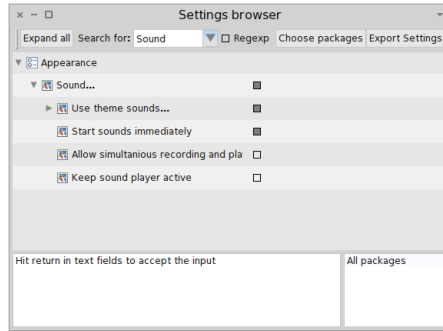 Settings browser
Expand all Search for: Sound Regexp Choose packages Export Settings
Appearance
Sound...
Use theme sounds...
Start sounds immediately
Allow simultanious recording and pla
Keep sound player active
Hit return in text fields to accept the input
All packages